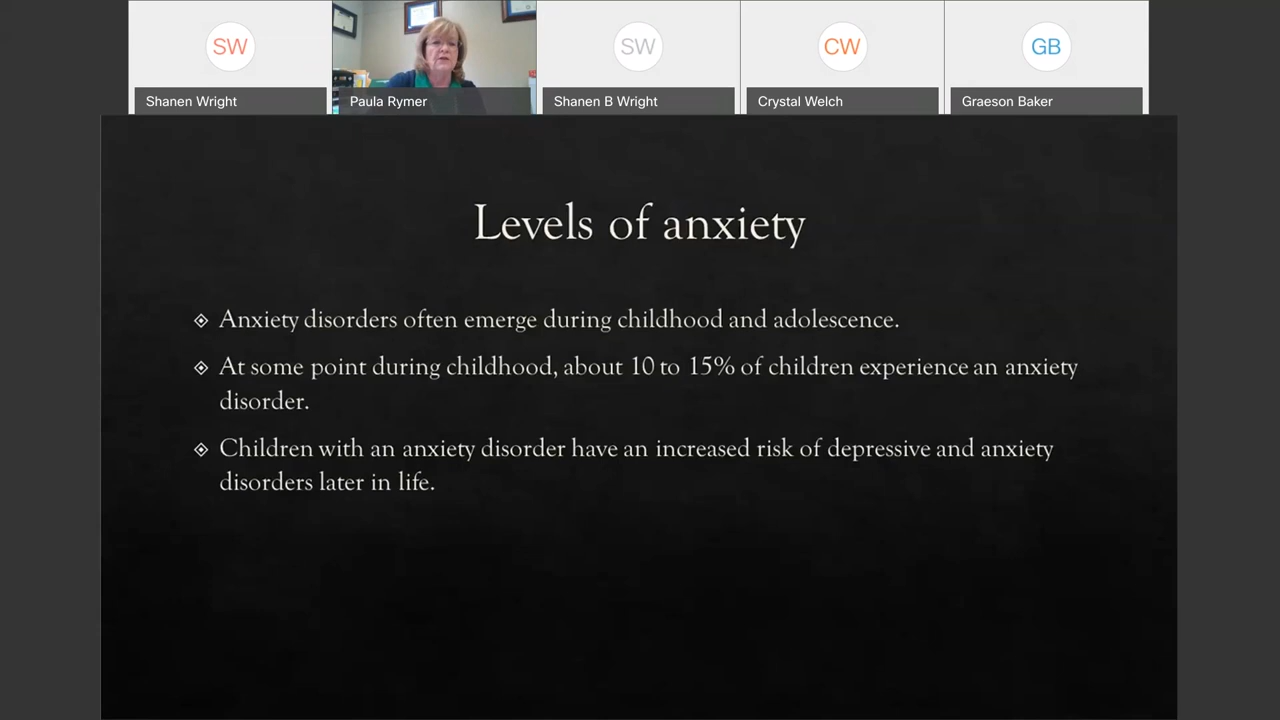 SW
SW
CW
GB
Shanen Wright
Paula Rymer
Shanen B Wright
Crystal Welch
Graeson Baker
Levels of anxiety
Anxiety disorders often emerge during childhood and adolescence.
At some point during childhood, about 10 to 15% of children experience an anxiety
disorder.
Children with an anxiety disorder have an increased risk of depressive and anxiety
disorders later in life.